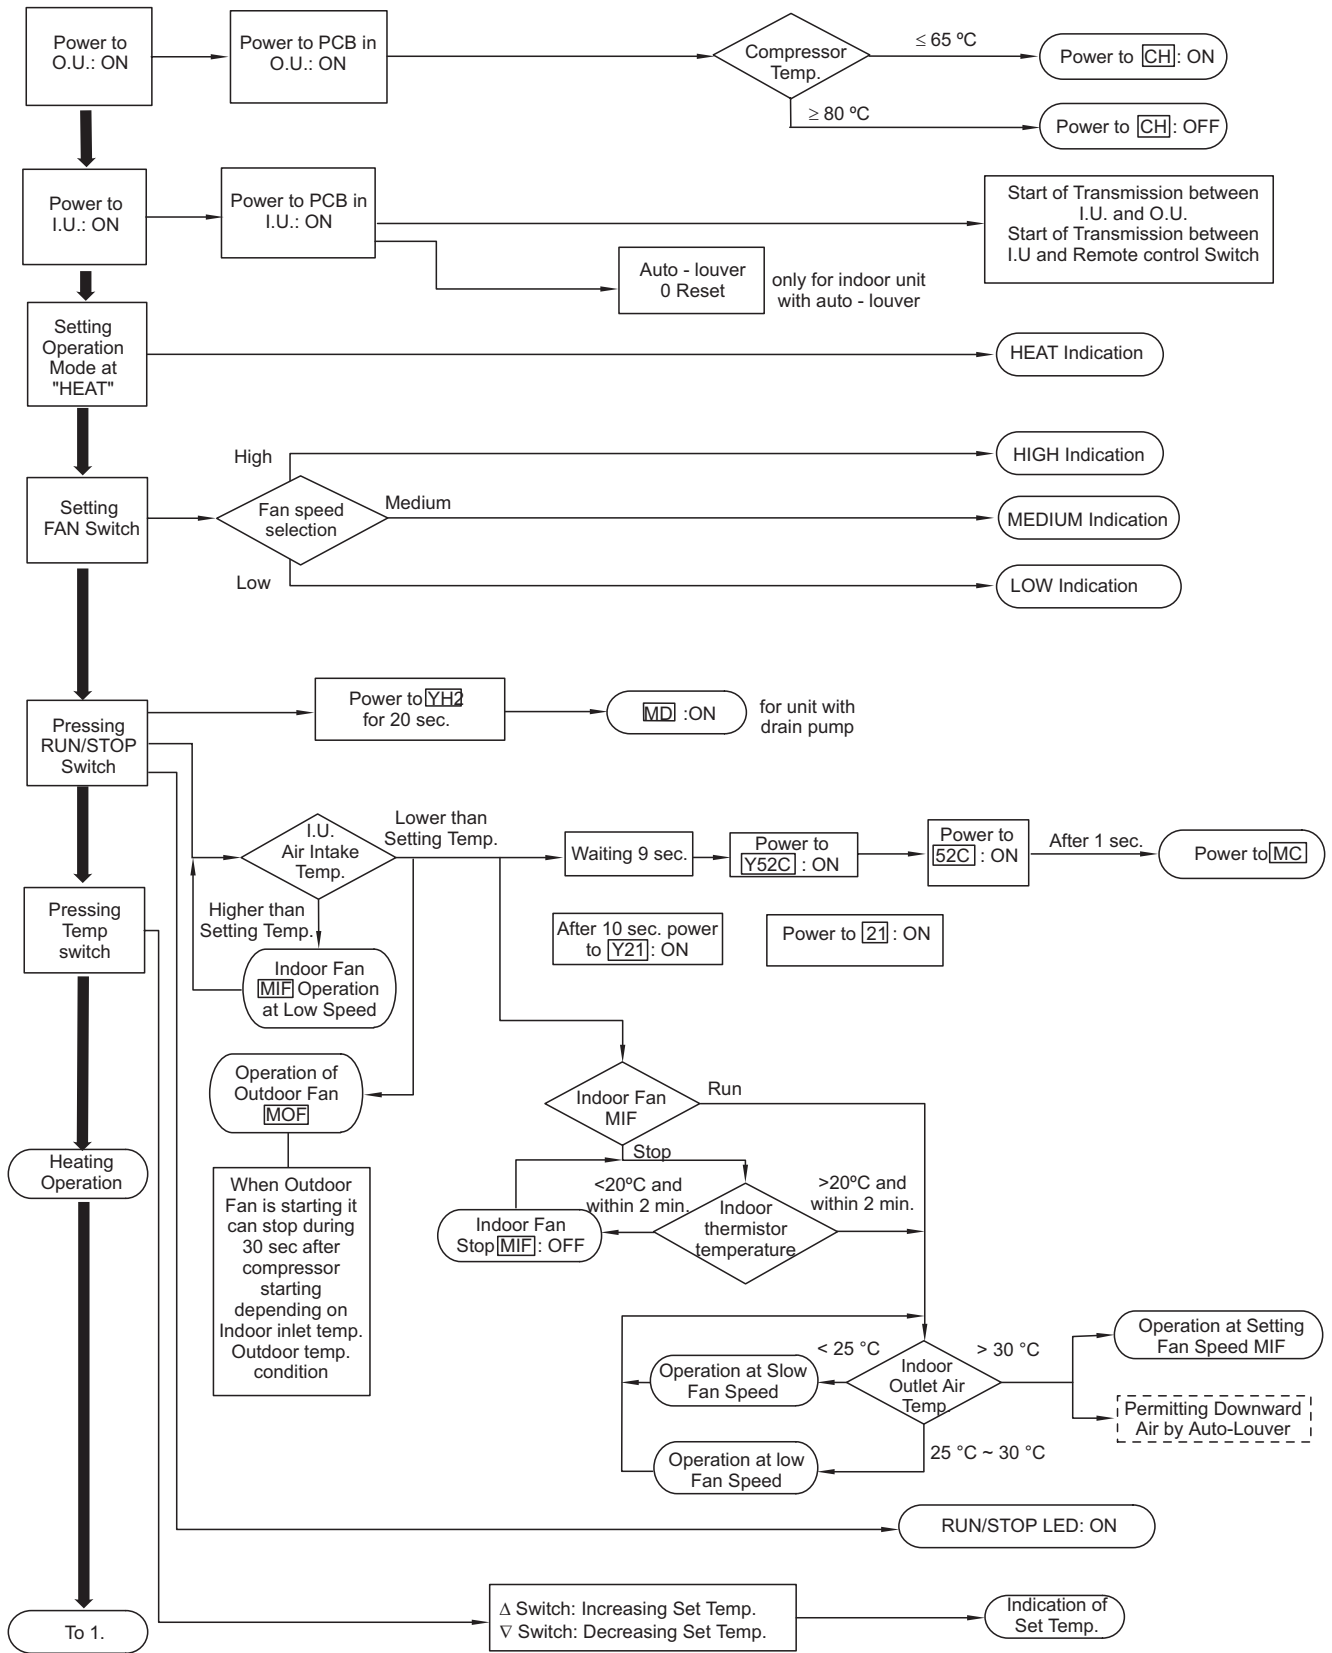 Power to
O.U.: ON
Power to PCB in
O.U.: ON
Compressor
Temp.
≤ 65 ºC
Power to CH: ON
≥ 80 ºC
Power to CH: OFF
Power to
I.U.: ON
Power to PCB in
I.U.: ON
Start of Transmission between
I.U. and O.U.
Start of Transmission between
I.U and Remote control Switch
Auto - louver
0 Reset
only for indoor unit
with auto - louver
Setting
Operation
Mode at
"HEAT"
HEAT Indication
High
HIGH Indication
Setting
FAN Switch
Fan speed
selection
Medium
MEDIUM Indication
Low
LOW Indication
Pressing
RUN/STOP
Switch
Power to YH2
for 20 sec.
MD :ON
for unit with
drain pump
I.U.
Air Intake
Temp.
Lower than
Setting Temp.
Waiting 9 sec.
Power to
Y52C : ON
Power to
52C : ON
After 1 sec.
Power to MC
Pressing
Temp
switch
Higher than
Setting Temp.
After 10 sec. power
to Y21: ON
Power to 21: ON
Indoor Fan
MIF Operation
at Low Speed
Operation of
Outdoor Fan
MOF
Indoor Fan
MIF
Run
Stop
Heating
Operation
When Outdoor
Fan is starting it
can stop during
30 sec after
compressor
starting
depending on
Indoor inlet temp.
Outdoor temp.
condition
<20ºC and
within 2 min.
Indoor
thermistor
temperature
>20ºC and
within 2 min.
Indoor Fan
Stop MIF: OFF
< 25 °C
Indoor
Outlet Air
Temp.
> 30 °C
Operation at Setting
Fan Speed MIF
Operation at Slow
Fan Speed
Permitting Downward
Air by Auto-Louver
25 °C ~ 30 °C
Operation at low
Fan Speed
RUN/STOP LED: ON
To 1.
∆ Switch: Increasing Set Temp.
∇ Switch: Decreasing Set Temp.
Indication of
Set Temp.